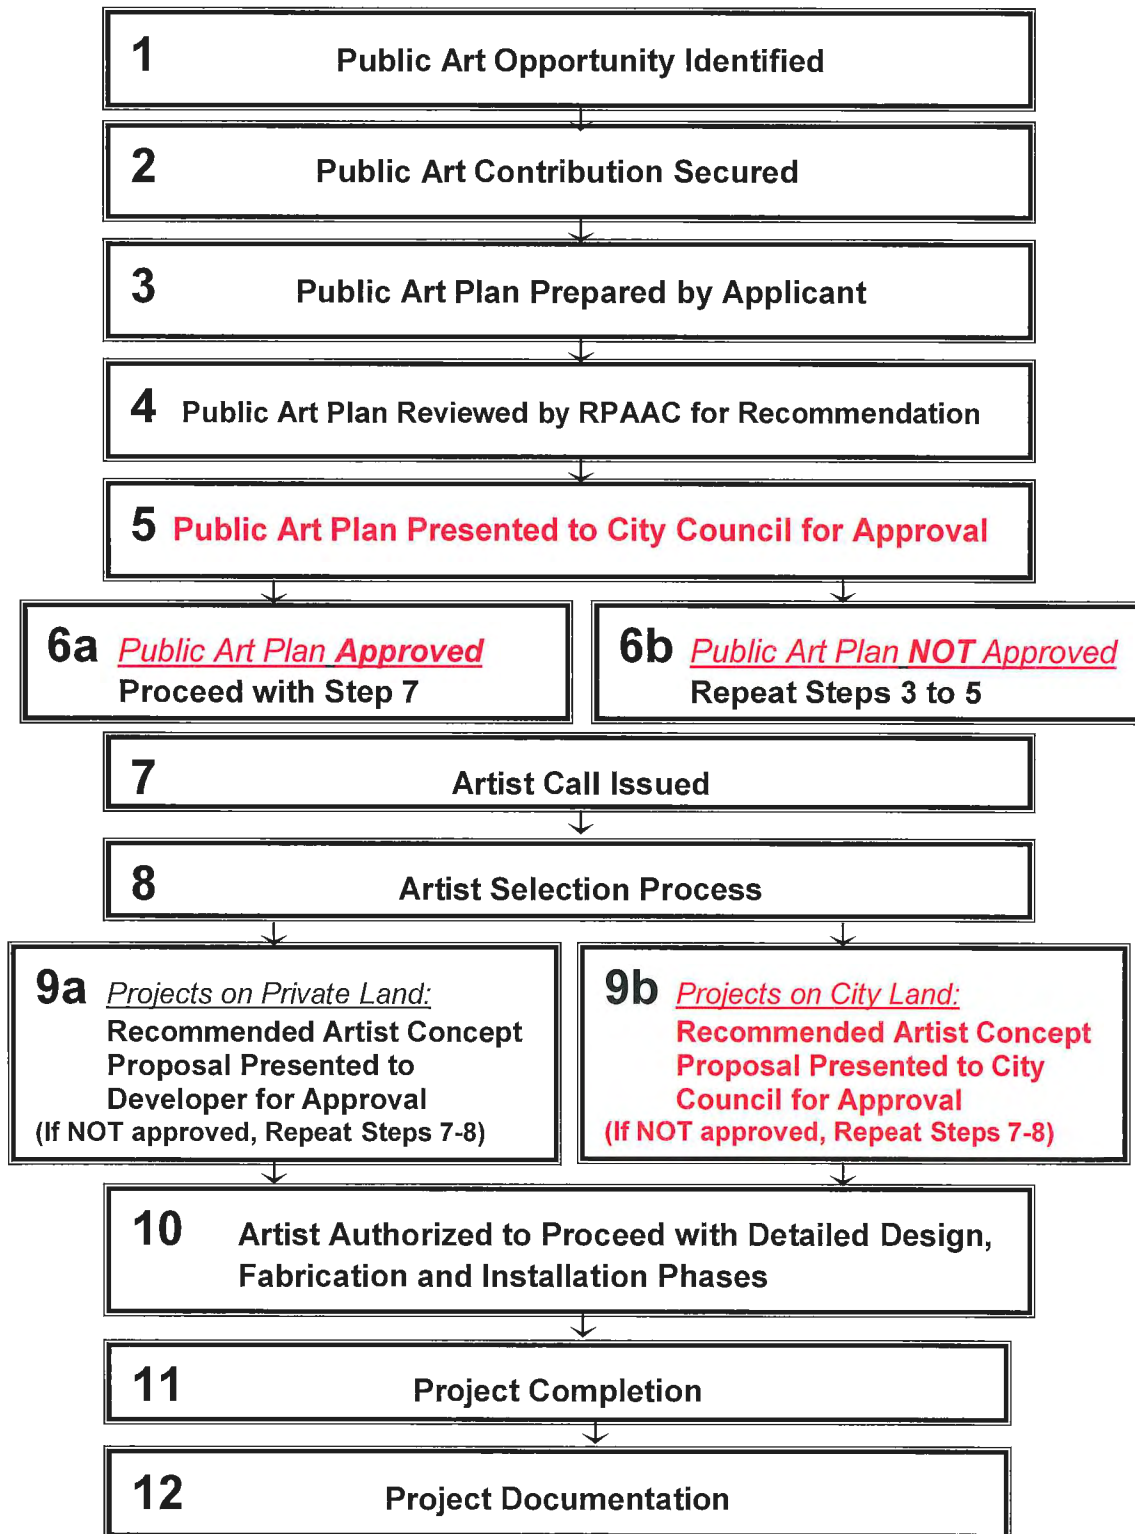 1 Public Art Opportunity Identified
2 Public Art Contribution Secured
3 Public Art Plan Prepared by Applicant
4 Public Art Plan Reviewed by RPAAC for Recommendation
5 Public Art Plan Presented to City Council for Approval
6a Public Art Plan Approved
Proceed with Step 7
6b Public Art Plan NOT Approved
Repeat Steps 3 to 5
7 Artist Call Issued
8 Artist Selection Process
9a Projects on Private Land:
Recommended Artist Concept
Proposal Presented to
Developer for Approval
(If NOT approved, Repeat Steps 7-8)
9b Projects on City Land:
Recommended Artist Concept
Proposal Presented to City
Council for Approval
(If NOT approved, Repeat Steps 7-8)
10 Artist Authorized to Proceed with Detailed Design,
Fabrication and Installation Phases
11 Project Completion
12 Project Documentation